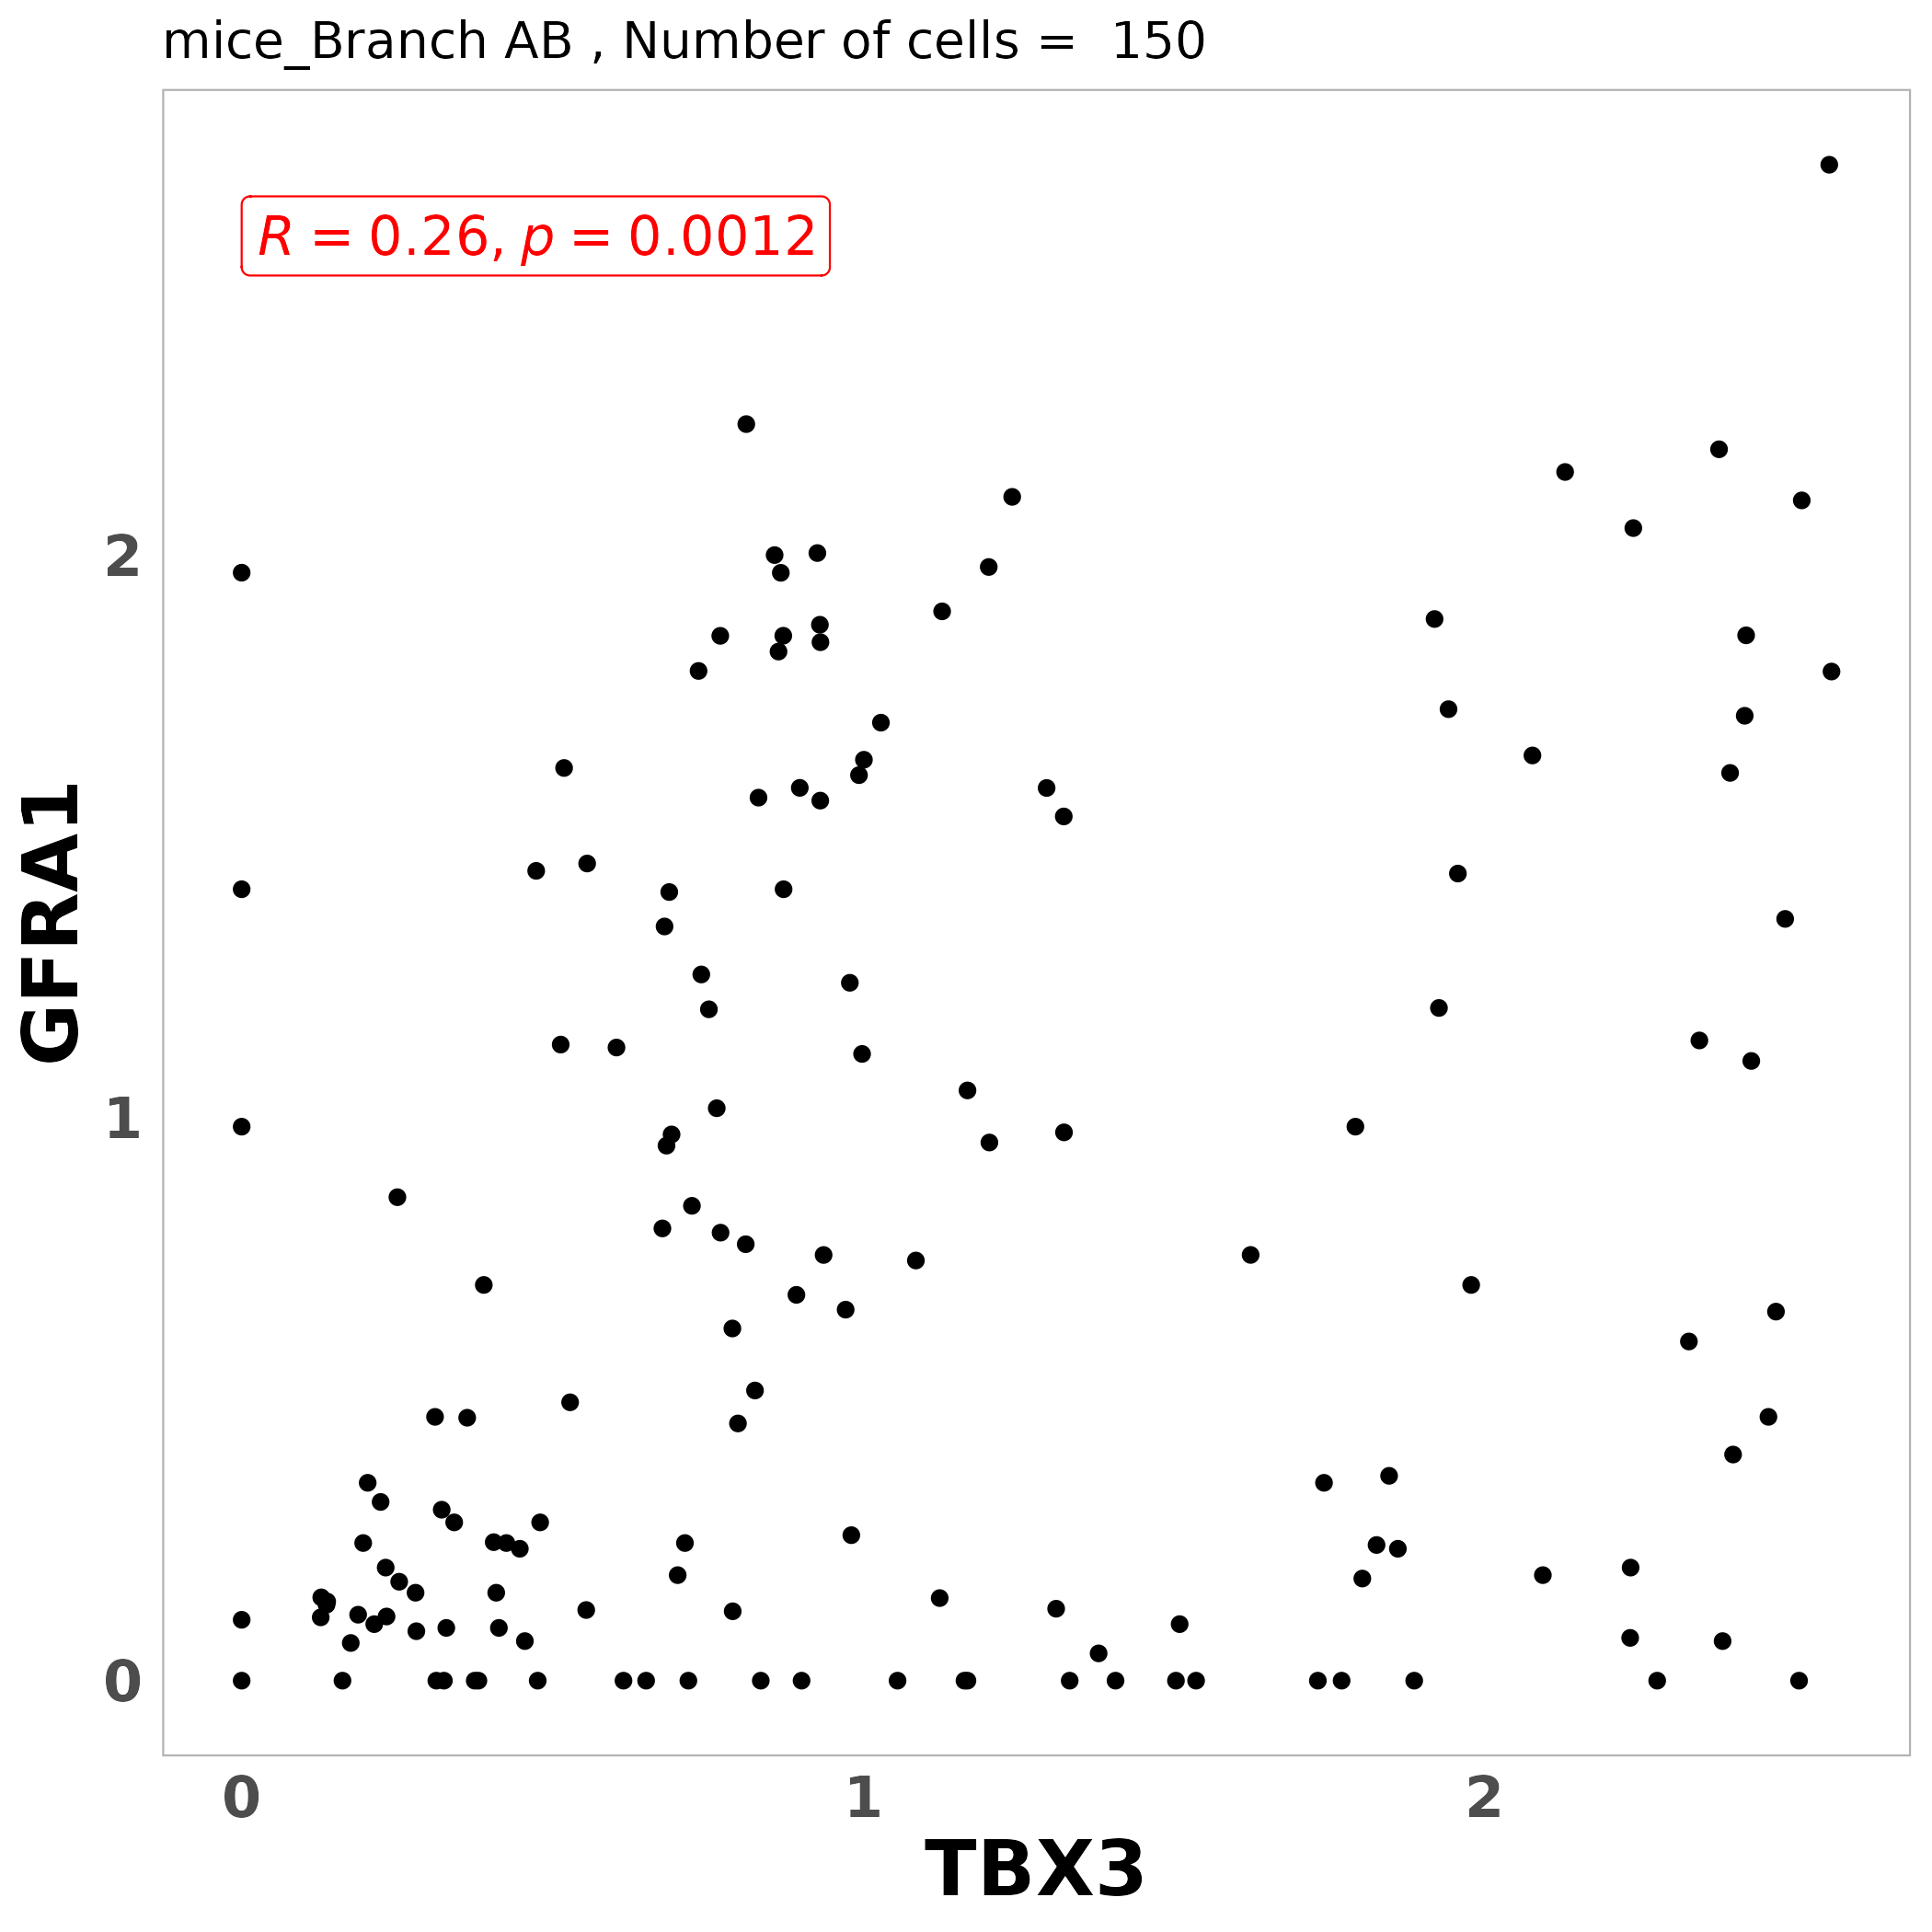 mice_Branch AB , Number of cells =  150
R = 0.26, p = 0.0012
GFRA1
2
1
0
0 1 2
TBX3